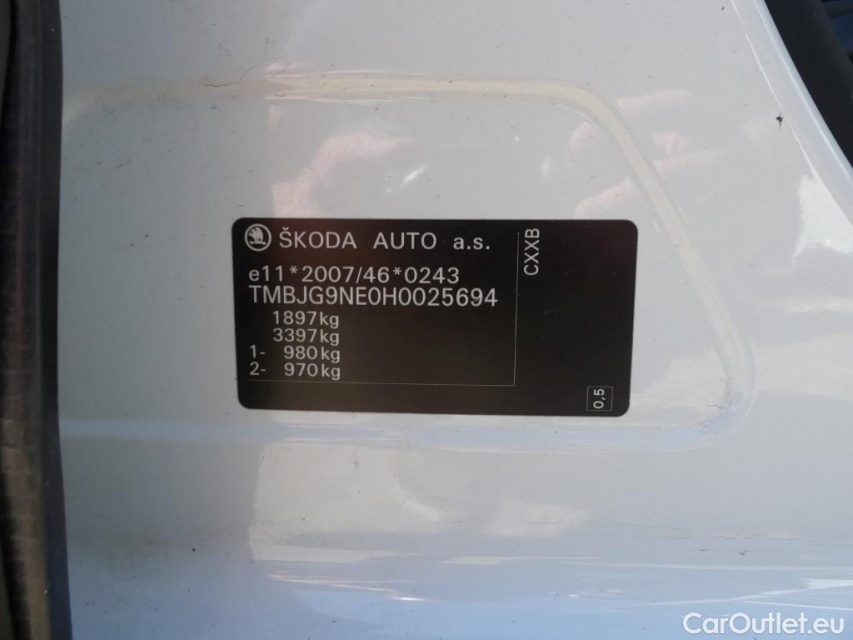 ŠKODA AUTO a.s.
e11*2007/46*0243
TMBJG9NE0H0025694
1897kg
3397kg
1- 980kg
2- 970kg
CXXB
0,5
CarOutlet.eu